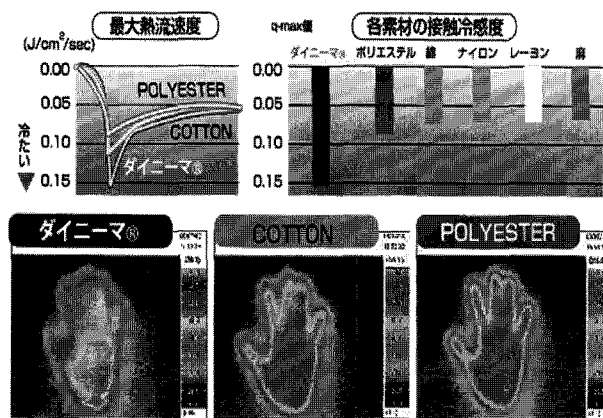 最大熱流速度
(J/cm²/sec)
0.00
0.05
0.10
0.15
冷たい
POLYESTER
COTTON
ダイニーマ®
q-max値
各素材の接触冷感度
ダイニーマ® ポリエステル 綿 ナイロン レーヨン 麻
0.00
0.05
0.10
0.15
ダイニーマ®
COTTON
POLYESTER